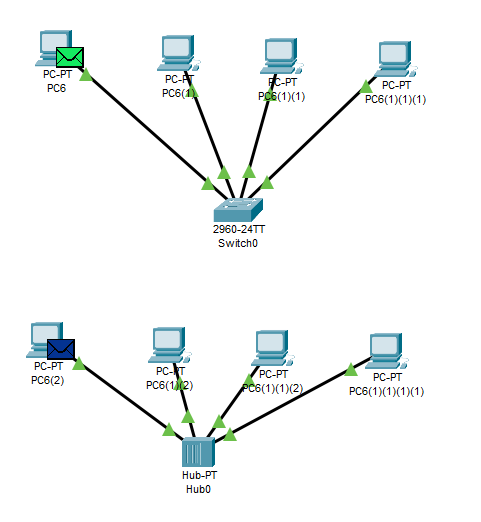 PC-PT
PC6
PC-PT
PC6(1)
PC-PT
PC6(1)(1)
PC-PT
PC6(1)(1)(1)
2960-24TT
Switch0
PC-PT
PC6(2)
PC-PT
PC6(1)(2)
PC-PT
PC6(1)(1)(2)
PC-PT
PC6(1)(1)(1)(1)
Hub-PT
Hub0